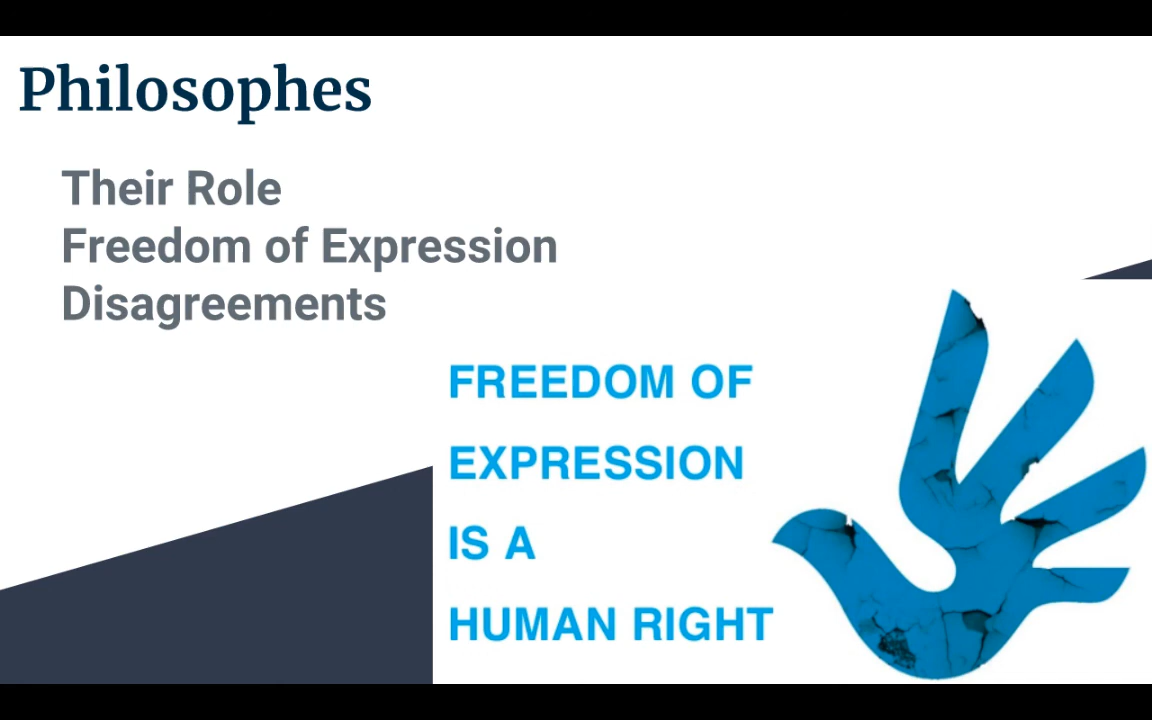 Philosophes
Their Role
Freedom of Expression
Disagreements
FREEDOM OF
EXPRESSION
IS A
HUMAN RIGHT